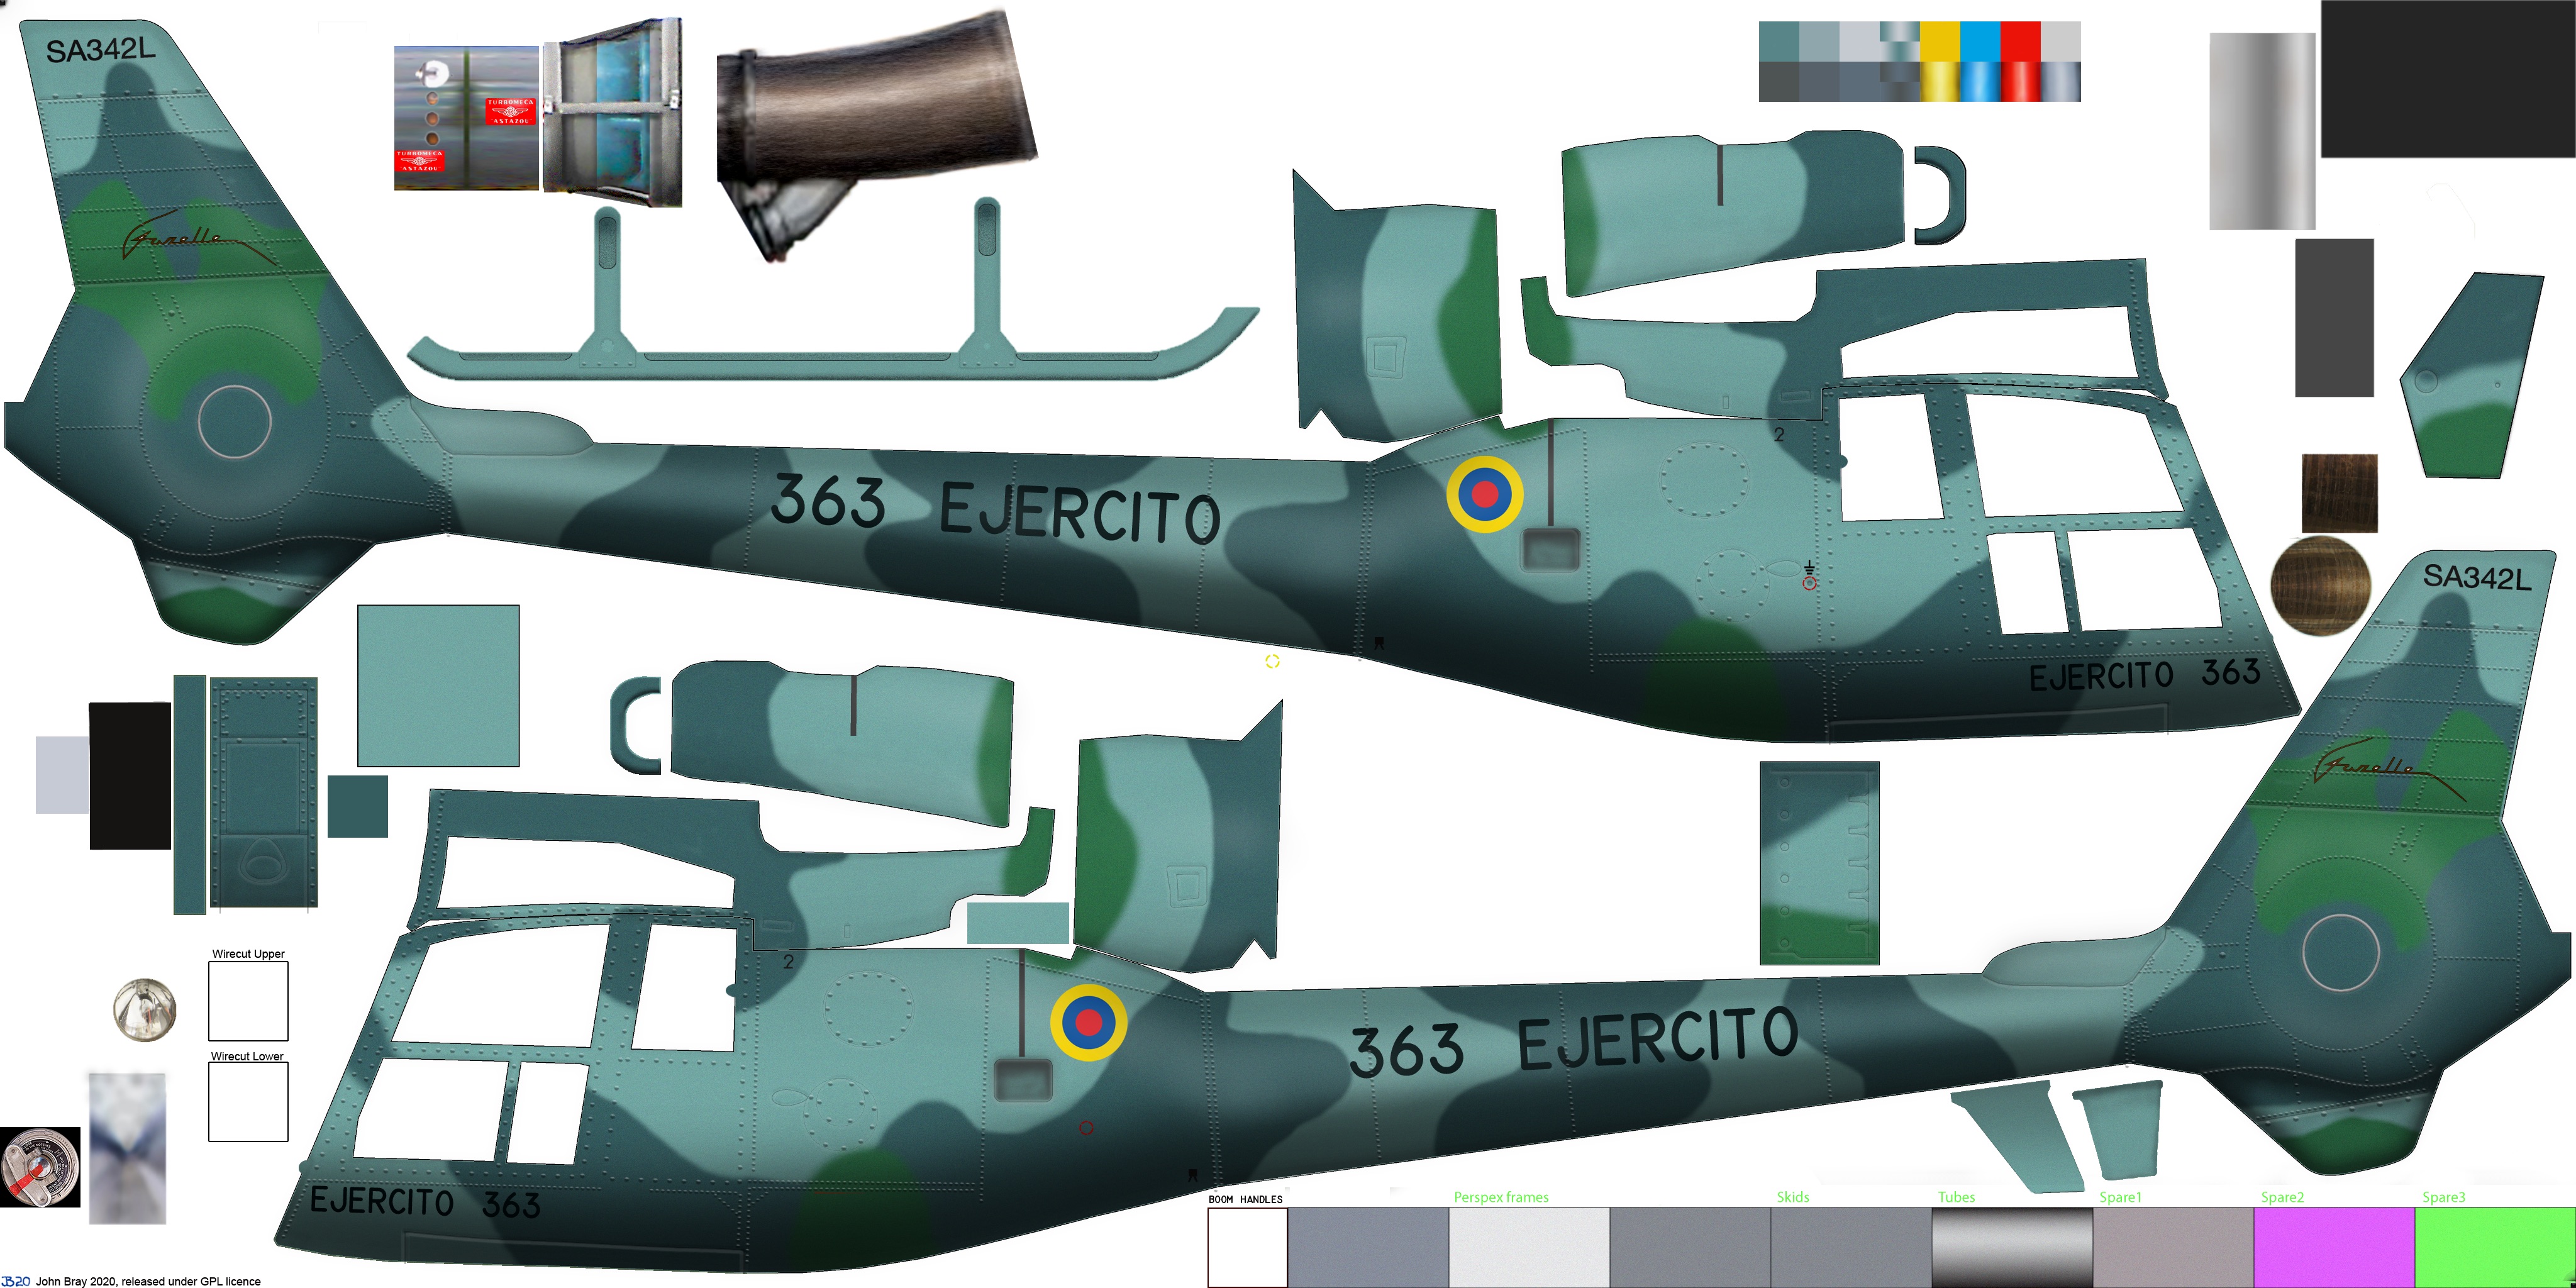 SA342L
TURBOMECA
"ASTAZOU"
TURBOMECA
"ASTAZOU"
Gazelle
2
363 EJERCITO
EJERCITO 363
SA342L
Gazelle
2
363 EJERCITO
EJERCITO 363
Wirecut Upper
Wirecut Lower
BOOM HANDLES
Perspex frames
Skids
Tubes
Spare1
Spare2
Spare3
JB20 John Bray 2020, released under GPL licence